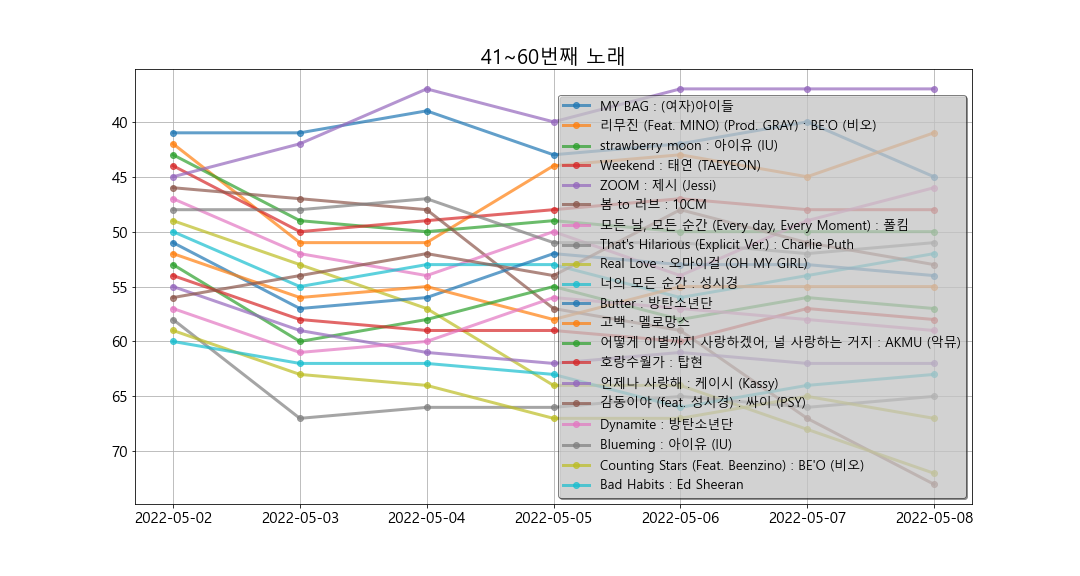 41~60번째 노래
40
45
50
55
60
65
70
MY BAG : (여자)아이들
리무진 (Feat. MINO) (Prod. GRAY) : BE'O (비오)
strawberry moon : 아이유 (IU)
Weekend : 태연 (TAEYEON)
ZOOM : 제시 (Jessi)
봄 to 러브 : 10CM
모든 날, 모든 순간 (Every day, Every Moment) : 폴킴
That's Hilarious (Explicit Ver.) : Charlie Puth
Real Love : 오마이걸 (OH MY GIRL)
너의 모든 순간 : 성시경
Butter : 방탄소년단
고백 : 멜로망스
어떻게 이별까지 사랑하겠어, 널 사랑하는 거지 : AKMU (악뮤)
호랑수월가 : 탑현
언제나 사랑해 : 케이시 (Kassy)
감동이야 (feat. 성시경) : 싸이 (PSY)
Dynamite : 방탄소년단
Blueming : 아이유 (IU)
Counting Stars (Feat. Beenzino) : BE'O (비오)
Bad Habits : Ed Sheeran
2022-05-02 2022-05-03 2022-05-04 2022-05-05 2022-05-06 2022-05-07 2022-05-08